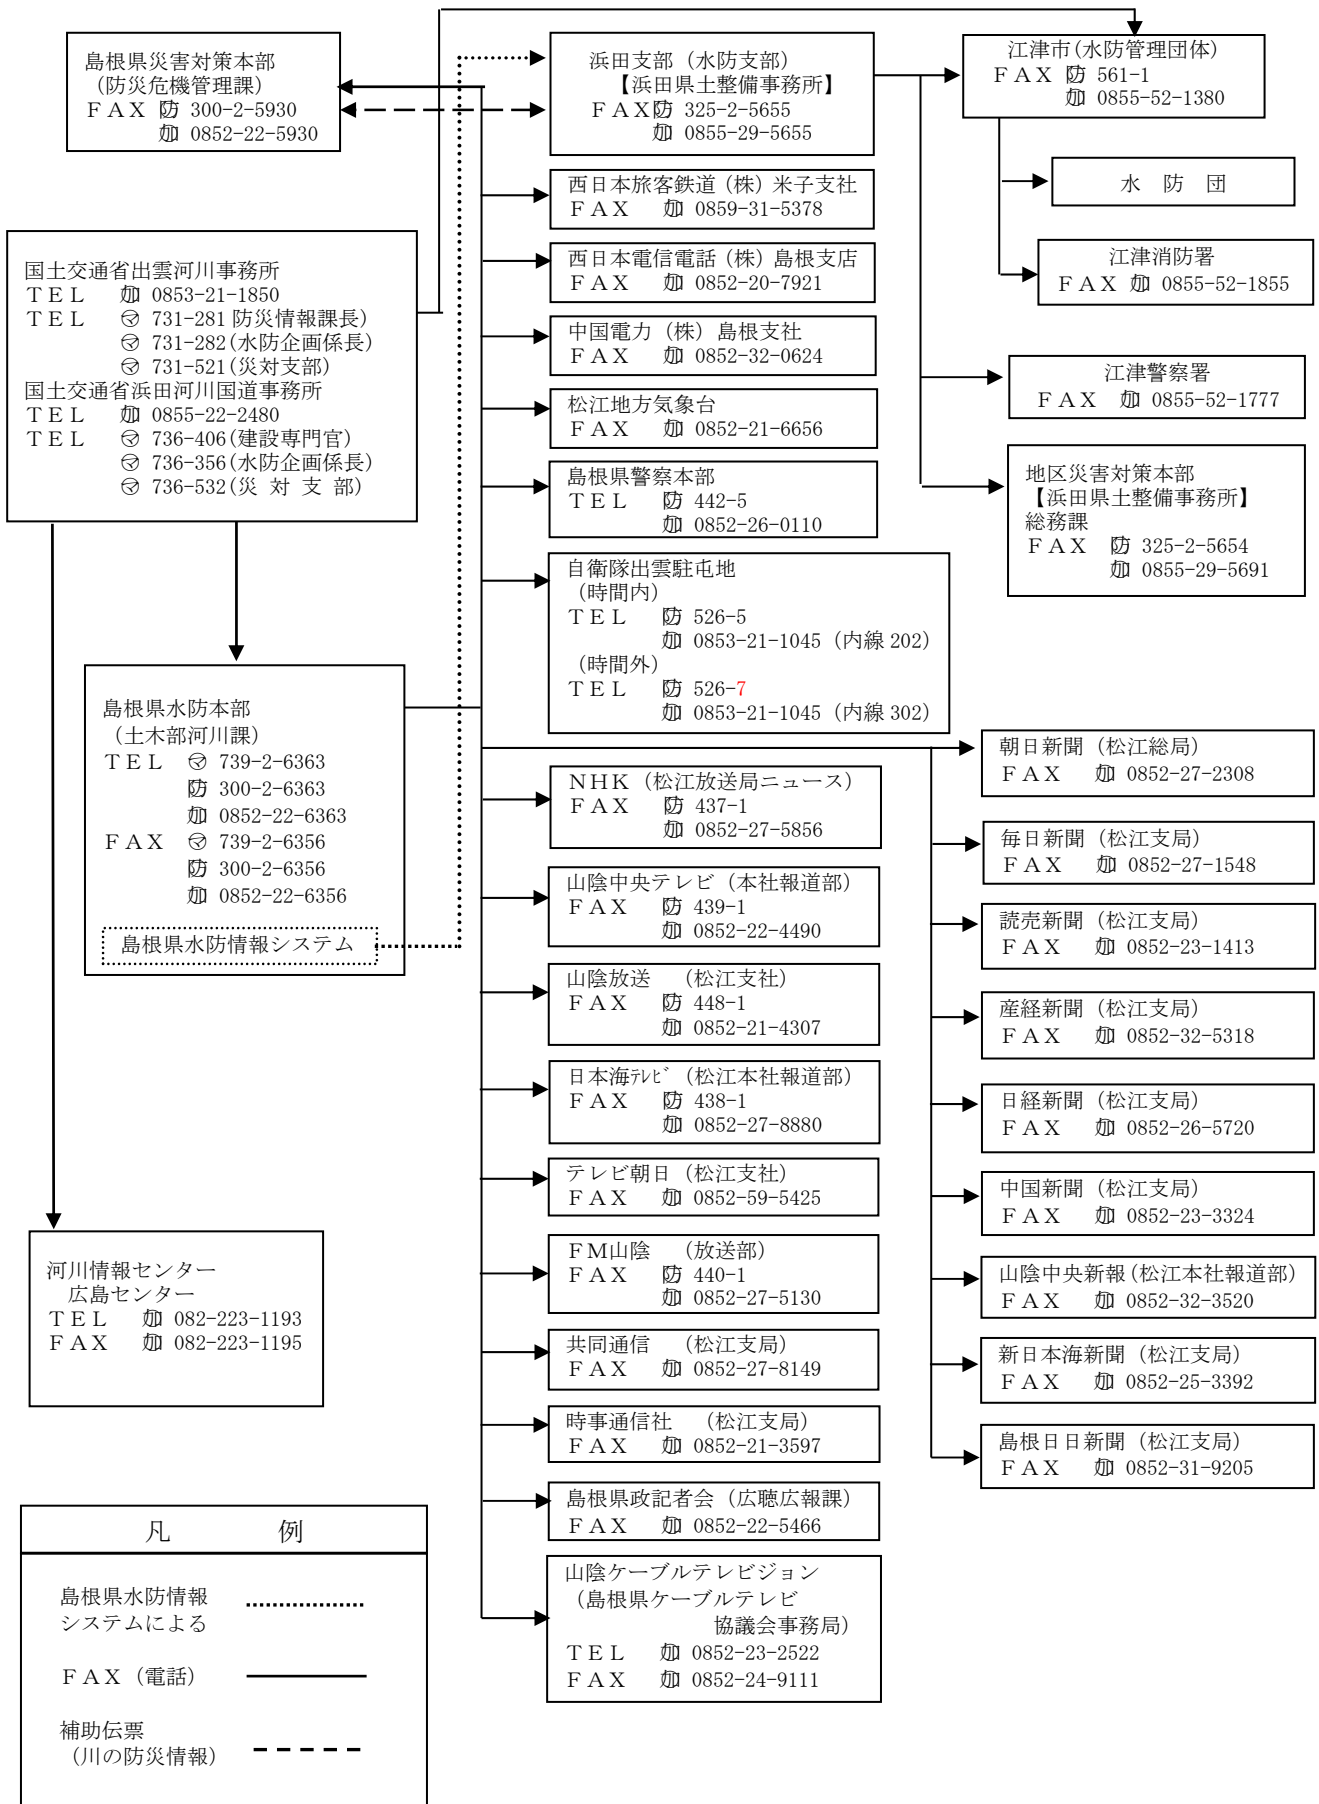 島根県災害対策本部
(防災危機管理課)
ＦＡＸ 防 300-2-5930
加 0852-22-5930
浜田支部（水防支部）
【浜田県土整備事務所】
ＦＡＸ防 325-2-5655
加 0855-29-5655
江津市(水防管理団体)
ＦＡＸ 防 561-1
加 0855-52-1380
水　防　団
江津消防署
ＦＡＸ 加 0855-52-1855
江津警察署
ＦＡＸ 加 0855-52-1777
地区災害対策本部
【浜田県土整備事務所】
総務課
ＦＡＸ 防 325-2-5654
加 0855-29-5691
国土交通省出雲河川事務所
ＴＥＬ 加 0853-21-1850
ＴＥＬ ㋮ 731-281 防災情報課長）
㋮ 731-282(水防企画係長）
㋮ 731-521(災対支部）
国土交通省浜田河川国道事務所
ＴＥＬ 加 0855-22-2480
ＴＥＬ ㋮ 736-406(建設専門官）
㋮ 736-356(水防企画係長）
㋮ 736-532(災 対 支 部）
島根県水防本部
（土木部河川課）
ＴＥＬ ㋮ 739-2-6363
防 300-2-6363
加 0852-22-6363
ＦＡＸ ㋮ 739-2-6356
防 300-2-6356
加 0852-22-6356
島根県水防情報システム
河川情報センター
広島センター
ＴＥＬ 加 082-223-1193
ＦＡＸ 加 082-223-1195
西日本旅客鉄道（株）米子支社
ＦＡＸ 加 0859-31-5378
西日本電信電話（株）島根支店
ＦＡＸ 加 0852-20-7921
中国電力（株）島根支社
ＦＡＸ 加 0852-32-0624
松江地方気象台
ＦＡＸ 加 0852-21-6656
島根県警察本部
ＴＥＬ 防 442-5
加 0852-26-0110
自衛隊出雲駐屯地
（時間内）
ＴＥＬ 防 526-5
加 0853-21-1045（内線 202）
（時間外）
ＴＥＬ 防 526-7
加 0853-21-1045（内線 302）
ＮＨＫ（松江放送局ニュース）
ＦＡＸ 防 437-1
加 0852-27-5856
山陰中央テレビ（本社報道部）
ＦＡＸ 防 439-1
加 0852-22-4490
山陰放送　（松江支社）
ＦＡＸ 防 448-1
加 0852-21-4307
日本海ﾃﾚﾋﾞ（松江本社報道部）
ＦＡＸ 防 438-1
加 0852-27-8880
テレビ朝日（松江支社）
ＦＡＸ 加 0852-59-5425
ＦＭ山陰　（放送部）
ＦＡＸ 防 440-1
加 0852-27-5130
共同通信　（松江支局）
ＦＡＸ 加 0852-27-8149
時事通信社　（松江支局）
ＦＡＸ 加 0852-21-3597
島根県政記者会（広聴広報課）
ＦＡＸ 加 0852-22-5466
山陰ケーブルテレビジョン
（島根県ケーブルテレビ
協議会事務局）
ＴＥＬ 加 0852-23-2522
ＦＡＸ 加 0852-24-9111
朝日新聞（松江総局）
ＦＡＸ 加 0852-27-2308
毎日新聞（松江支局）
ＦＡＸ 加 0852-27-1548
読売新聞（松江支局）
ＦＡＸ 加 0852-23-1413
産経新聞（松江支局）
ＦＡＸ 加 0852-32-5318
日経新聞（松江支局）
ＦＡＸ 加 0852-26-5720
中国新聞（松江支局）
ＦＡＸ 加 0852-23-3324
山陰中央新報(松江本社報道部）
ＦＡＸ 加 0852-32-3520
新日本海新聞（松江支局）
ＦＡＸ 加 0852-25-3392
島根日日新聞（松江支局）
ＦＡＸ 加 0852-31-9205
凡　　例
島根県水防情報
システムによる
ＦＡＸ（電話）
補助伝票
（川の防災情報）